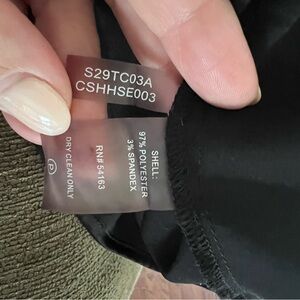 S29TC03A
CSHHSE003
SHELL:
97% POLYESTER
3% SPANDEX
RN# 54163
P
DRY CLEAN ONLY